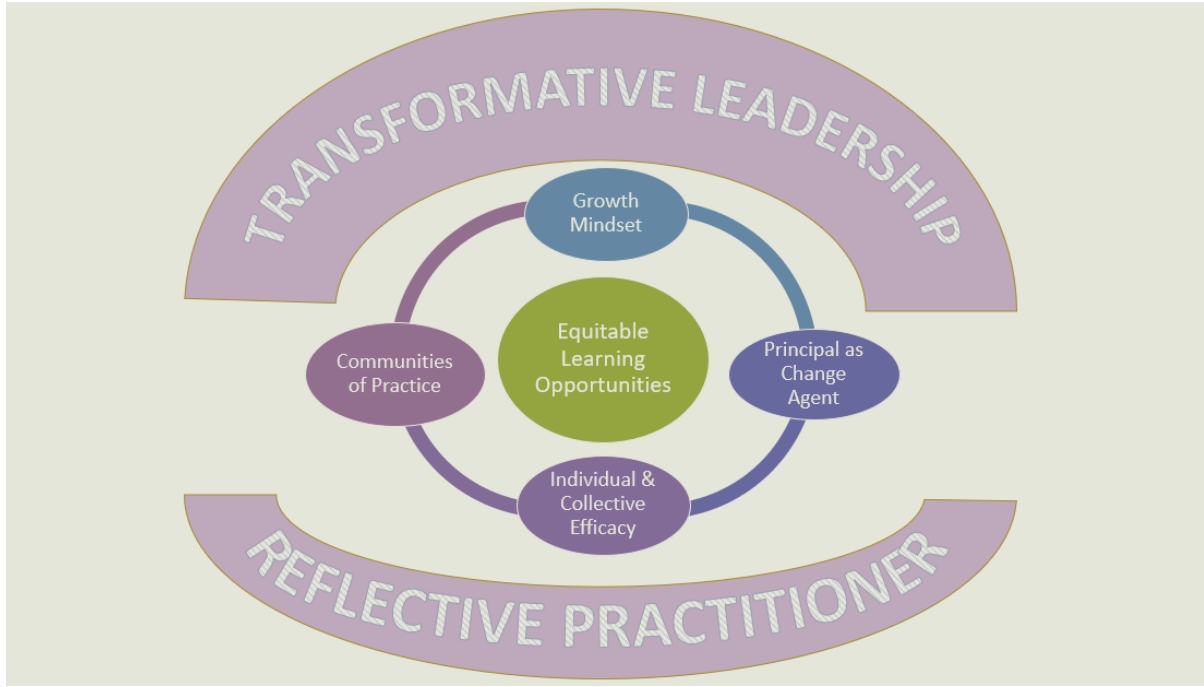 TRANSFORMATIVE LEADERSHIP
Growth
Mindset
Equitable
Learning
Opportunities
Communities
of Practice
Principal as
Change
Agent
Individual &
Collective
Efficacy
REFLECTIVE PRACTITIONER